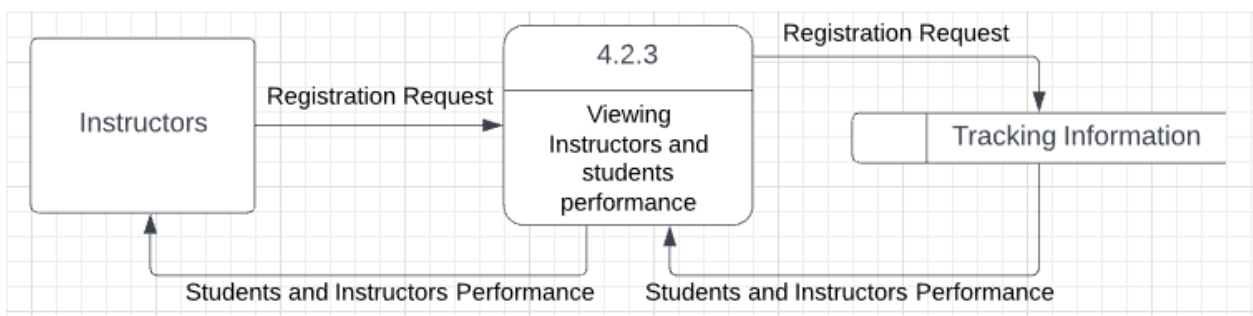 Registration Request
4.2.3
Instructors
Registration Request
Viewing
Instructors and
students
performance
Tracking Information
Students and Instructors Performance
Students and Instructors Performance